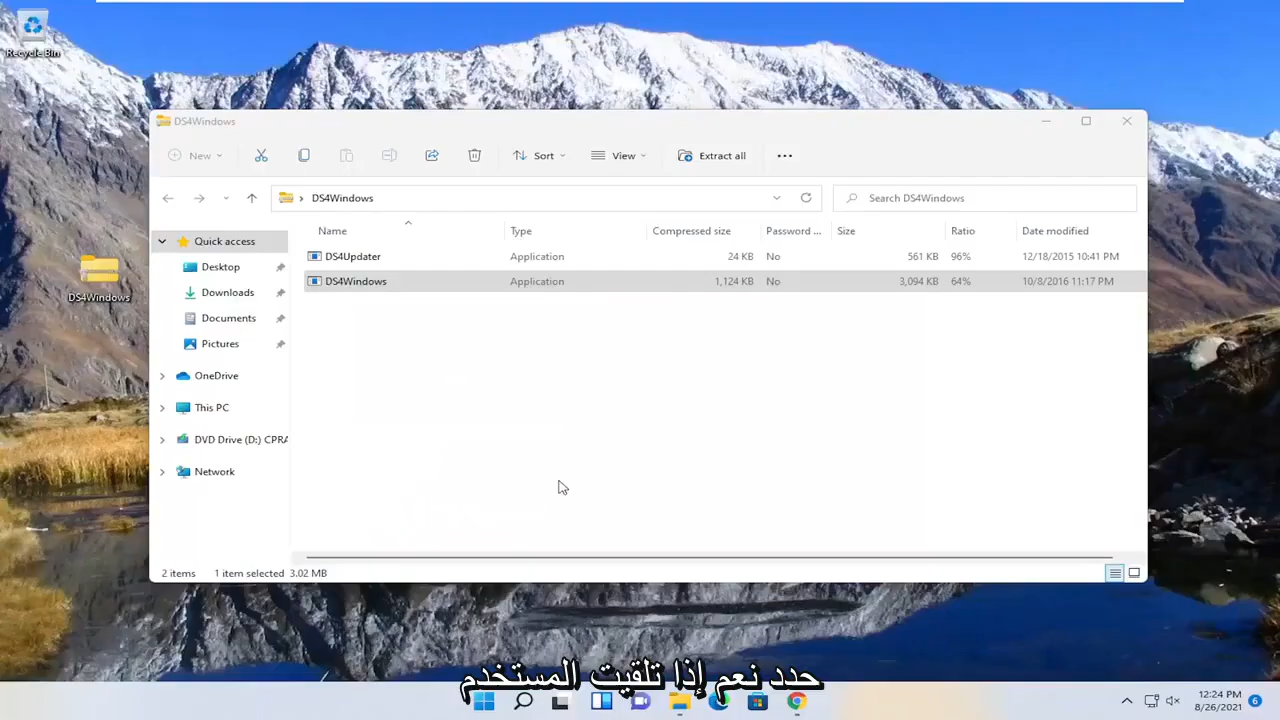 Recycle Bin
DS4Windows
DS4Windows
New
Sort
View
Extract all
DS4Windows
Search DS4Windows
Name Type Compressed size Password ... Size Ratio Date modified
DS4Updater Application 24 KB No 561 KB 96% 12/18/2015 10:41 PM
DS4Windows Application 1,124 KB No 3,094 KB 64% 10/8/2016 11:17 PM
Quick access
Desktop
Downloads
Documents
Pictures
OneDrive
This PC
DVD Drive (D:) CPRA
Network
2 items 1 item selected 3.02 MB
حدد نعم إذا تلقيت المستخدم
12:24 PM
8/26/2021
6